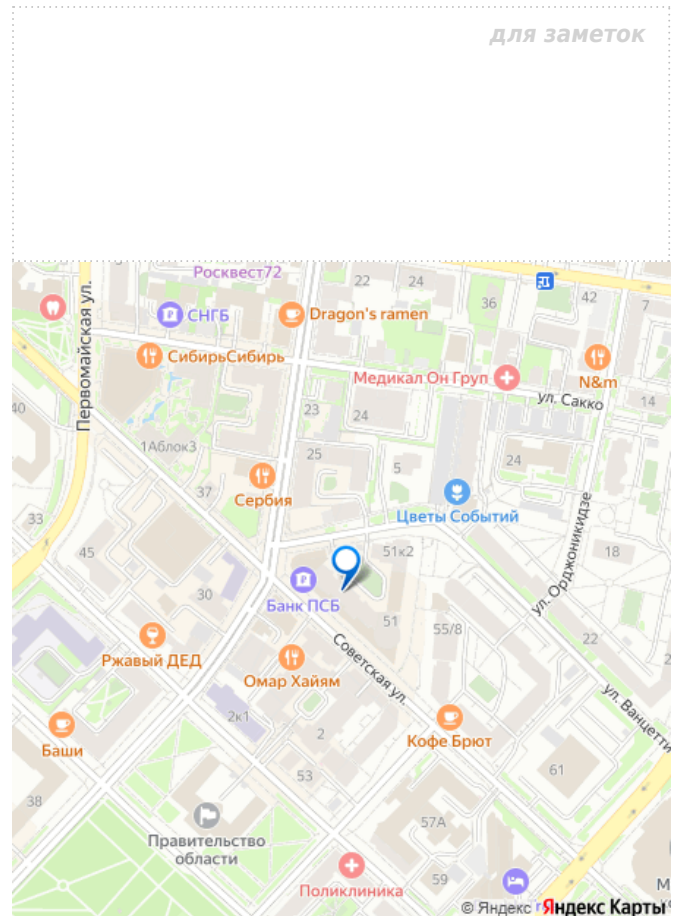 для заметок
Росквест72
22
24
42
7
36
СНГБ
Dragon's ramen
Первомайская ул.
СибирьСибирь
Медикал Он Груп
N&m
ул. Сакко
14
40
23
24
1Аблок3
25
5
24
37
Сербия
Цветы Событий
33
45
51к2
18
ул. Орджоникидзе
30
Банк ПСБ
51
55/8
22
2
Ржавый ДЕД
Омар Хайям
Советская ул.
ул. Ванцетти
2к1
2
Кофе Брют
Баши
53
61
38
57А
Правительство
области
59
Поликлиника
© Яндекс
Яндекс Карты